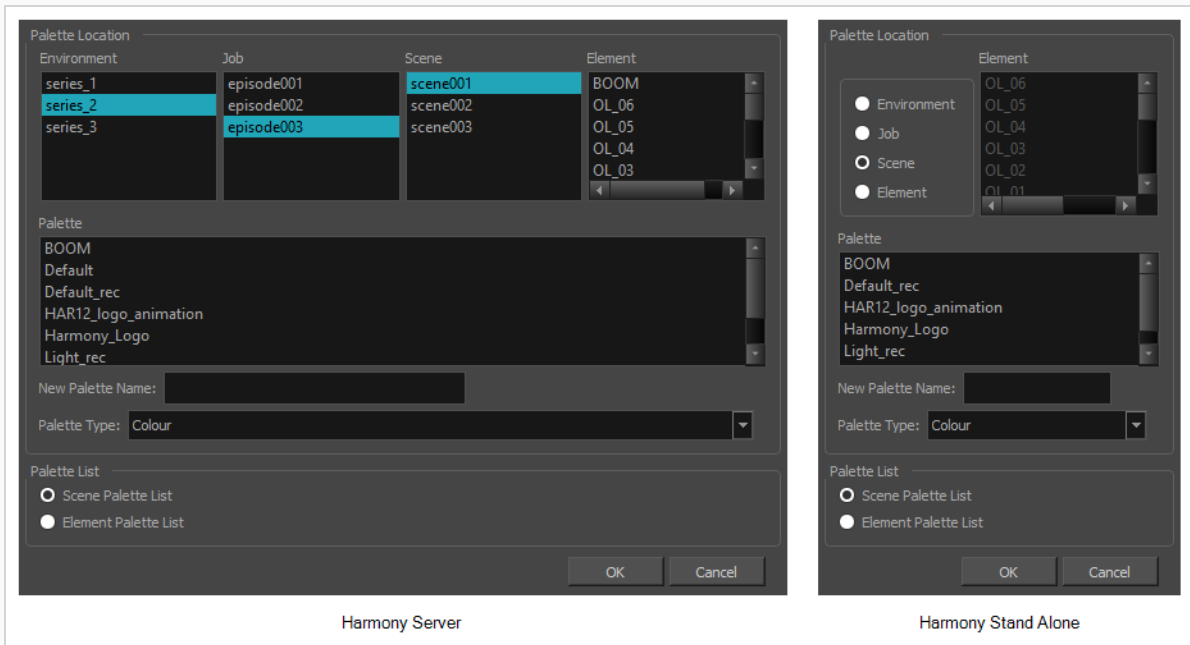 Palette Location
Environment Job Scene Element
series_1 episode001 scene001 BOOM
series_2 episode002 scene002 OL_06
series_3 episode003 scene003 OL_05
OL_04
OL_03
Palette
BOOM
Default
Default_rec
HAR12_logo_animation
Harmony_Logo
Light_rec
New Palette Name:
Palette Type: Colour
Palette List
Scene Palette List
Element Palette List
OK Cancel
Harmony Server
Palette Location
Element
OL_06
Environment OL_05
Job OL_04
OL_03
Scene OL_02
Element OL_01
Palette
BOOM
Default_rec
HAR12_logo_animation
Harmony_Logo
Light_rec
New Palette Name:
Palette Type: Colour
Palette List
Scene Palette List
Element Palette List
OK Cancel
Harmony Stand Alone